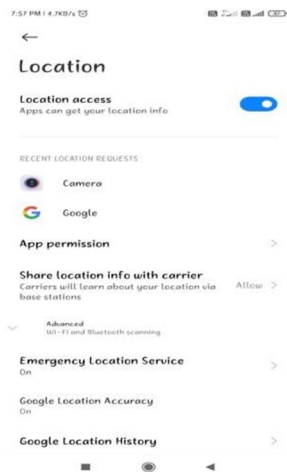 7:57 PM | 4.7KB/s
Location
Location access
Apps can get your location info
RECENT LOCATION REQUESTS
Camera
Google
App permission
Share location info with carrier
Carriers will learn about your location via
base stations
Allow
Advanced
Wi-Fi and Bluetooth scanning
Emergency Location Service
On
Google Location Accuracy
On
Google Location History